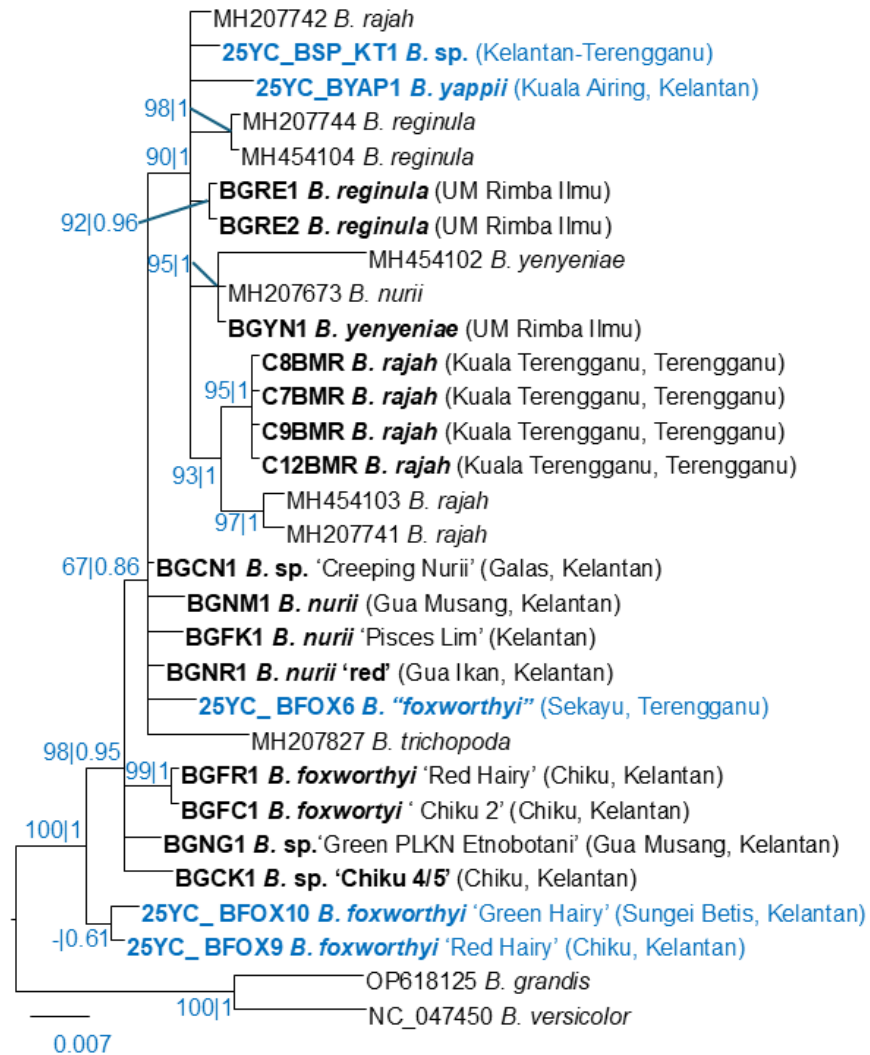 MH207742 B. rajah
25YC_BSP_KT1 B. sp. (Kelantan-Terengganu)
25YC_BYAP1 B. yappii (Kuala Airing, Kelantan)
98|1
MH207744 B. reginula
MH454104 B. reginula
90|1
BGRE1 B. reginula (UM Rimba Ilmu)
92|0.96
BGRE2 B. reginula (UM Rimba Ilmu)
95|1
MH454102 B. yenyeniae
MH207673 B. nurii
BGYN1 B. yenyeniae (UM Rimba Ilmu)
C8BMR B. rajah (Kuala Terengganu, Terengganu)
95|1
C7BMR B. rajah (Kuala Terengganu, Terengganu)
C9BMR B. rajah (Kuala Terengganu, Terengganu)
C12BMR B. rajah (Kuala Terengganu, Terengganu)
93|1
MH454103 B. rajah
97|1
MH207741 B. rajah
67|0.86
BGCN1 B. sp. ‘Creeping Nurii’ (Galas, Kelantan)
BGNM1 B. nurii (Gua Musang, Kelantan)
BGFK1 B. nurii ‘Pisces Lim’ (Kelantan)
BGNR1 B. nurii ‘red’ (Gua Ikan, Kelantan)
25YC_ BFOX6 B. “foxworthyi” (Sekayu, Terengganu)
MH207827 B. trichopoda
98|0.95
99|1
BGFR1 B. foxworthyi ‘Red Hairy’ (Chiku, Kelantan)
BGFC1 B. foxwortyi ‘ Chiku 2’ (Chiku, Kelantan)
100|1
BGNG1 B. sp.‘Green PLKN Etnobotani’ (Gua Musang, Kelantan)
BGCK1 B. sp. ‘Chiku 4/5’ (Chiku, Kelantan)
25YC_ BFOX10 B. foxworthyi ‘Green Hairy’ (Sungei Betis, Kelantan)
-|0.61
25YC_ BFOX9 B. foxworthyi ‘Red Hairy’ (Chiku, Kelantan)
OP618125 B. grandis
100|1
NC_047450 B. versicolor
0.007